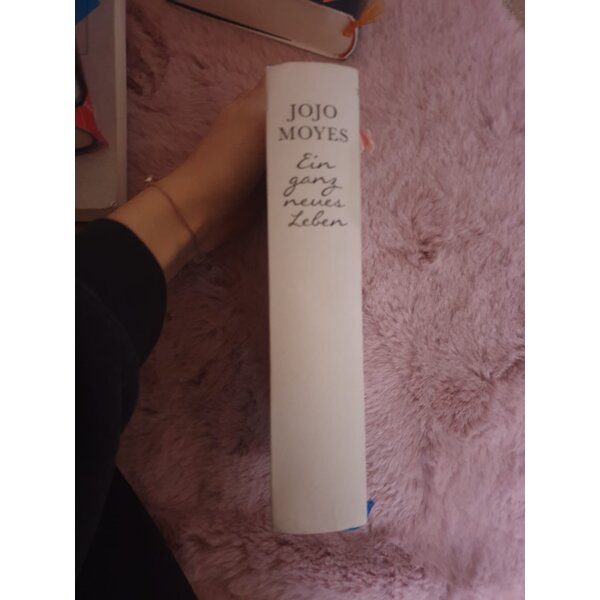 JOJO
MOYES
Ein
ganz
neues
Leben